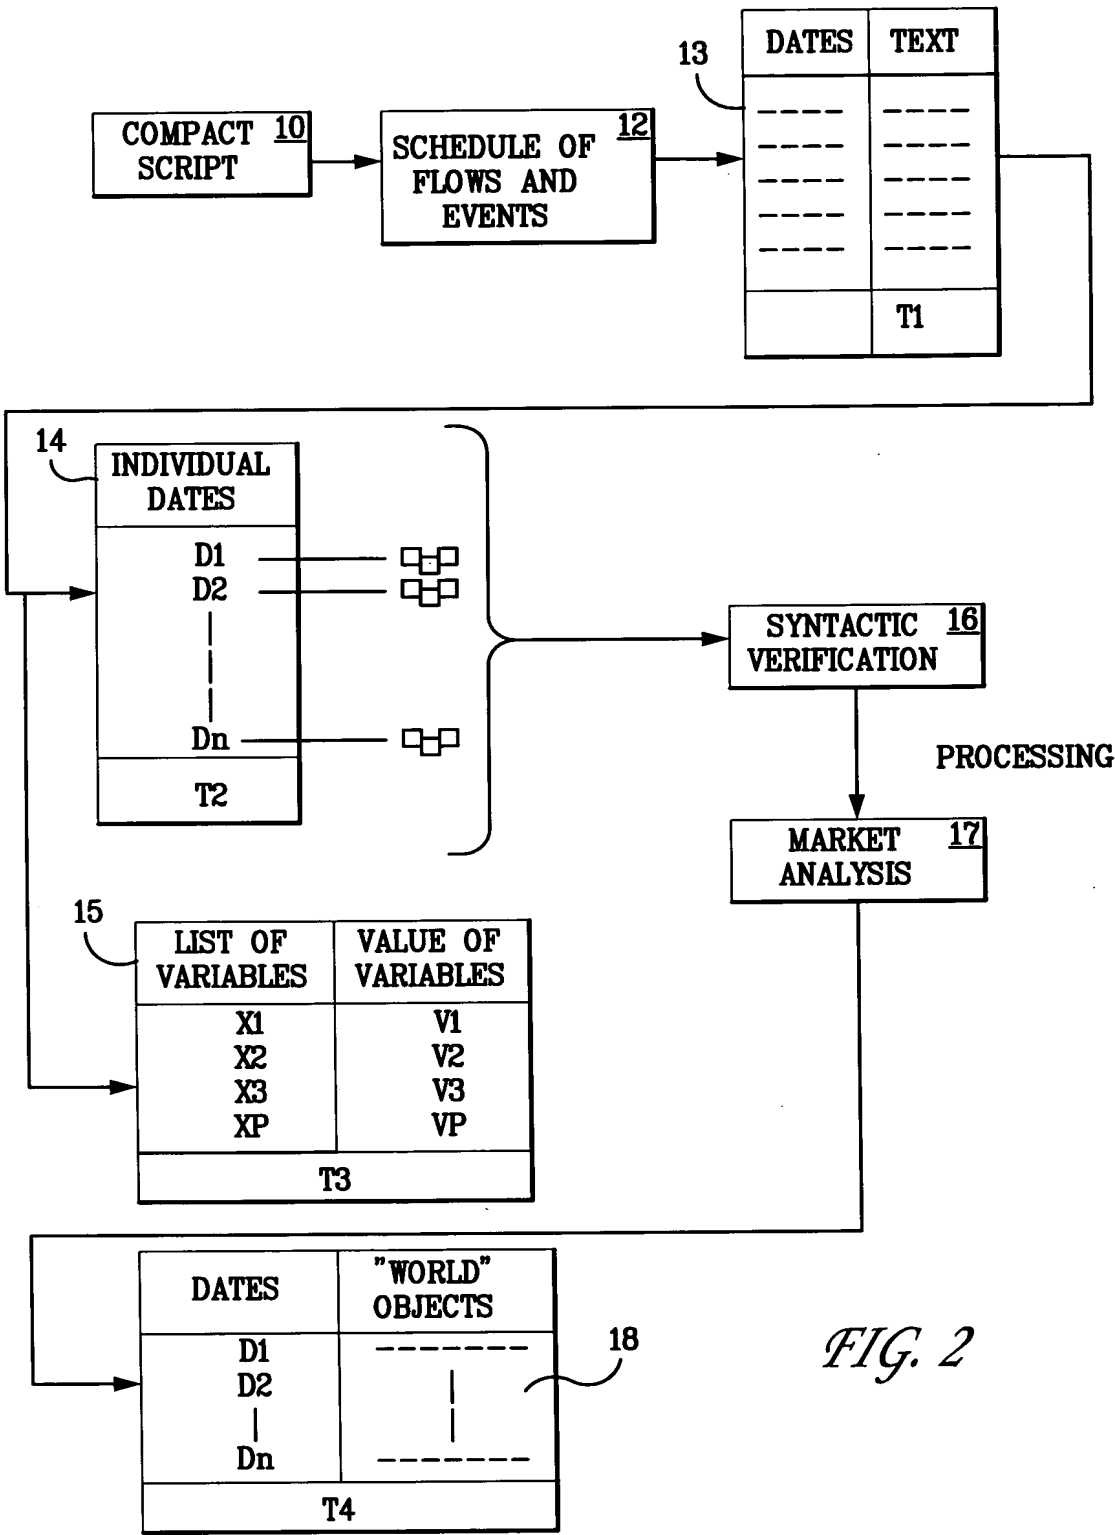 COMPACT 10
SCRIPT
SCHEDULE OF 12
FLOWS AND
EVENTS
13
DATES TEXT
T1
14
INDIVIDUAL
DATES
D1
D2
Dn
T2
SYNTACTIC 16
VERIFICATION
PROCESSING
MARKET 17
ANALYSIS
15
LIST OF
VARIABLES
VALUE OF
VARIABLES
X1 V1
X2 V2
X3 V3
XP VP
T3
DATES
"WORLD"
OBJECTS
D1
D2
Dn
18
T4
FIG. 2